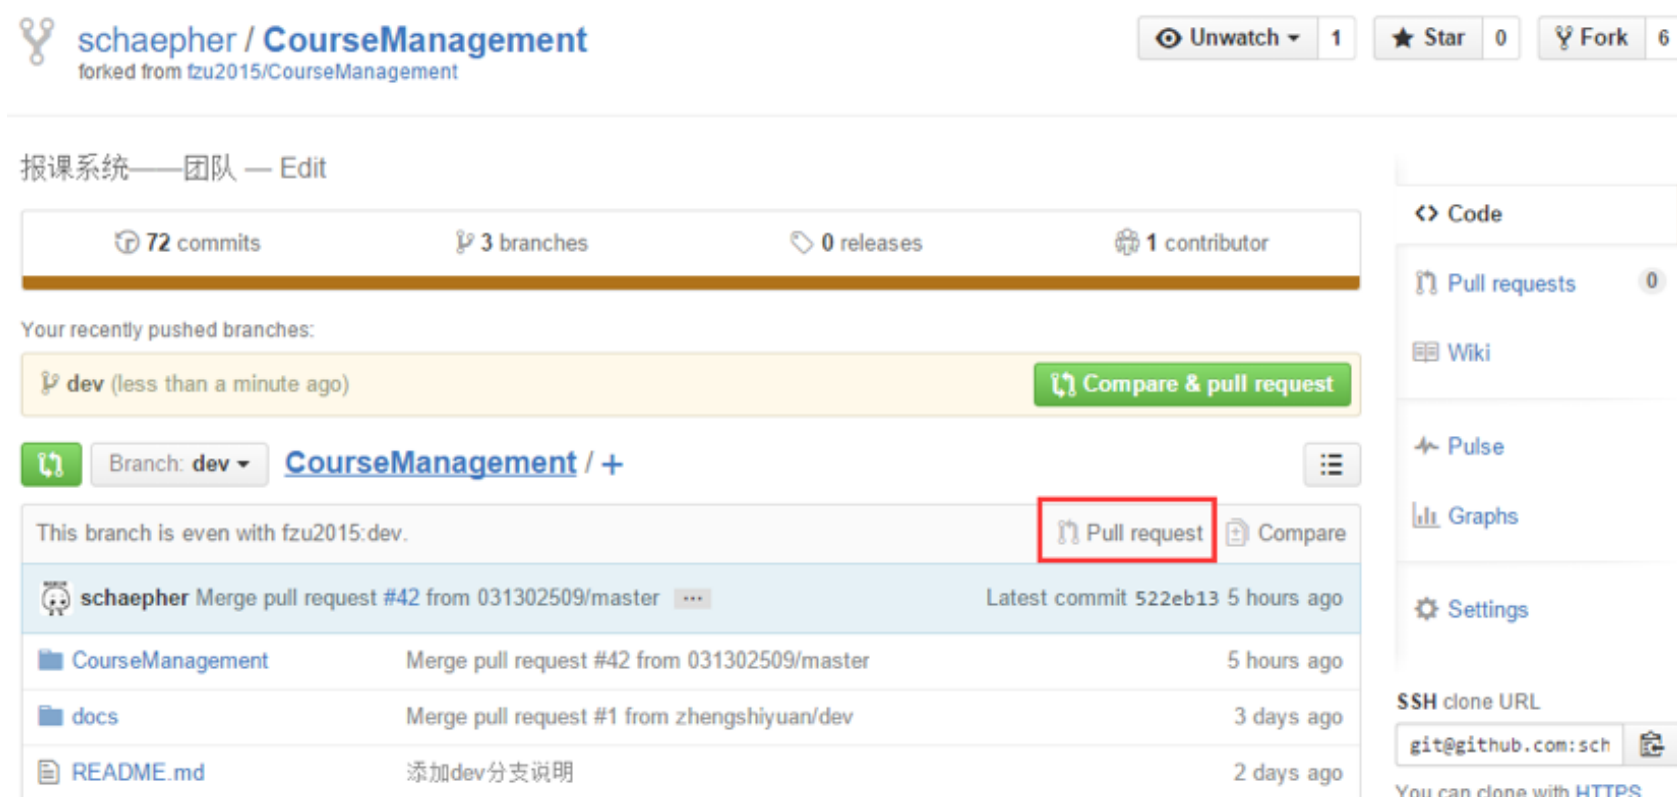 schaepher / CourseManagement
forked from fzu2015/CourseManagement
Unwatch 1
Star 0
Fork 6
报课系统——团队 — Edit
72 commits
3 branches
0 releases
1 contributor
Your recently pushed branches:
dev (less than a minute ago)
Compare & pull request
Branch: dev
CourseManagement / +
This branch is even with fzu2015:dev.
Pull request
Compare
schaepher Merge pull request #42 from 031302509/master ...
Latest commit 522eb13 5 hours ago
CourseManagement Merge pull request #42 from 031302509/master 5 hours ago
docs Merge pull request #1 from zhengshiyuan/dev 3 days ago
README.md 添加dev分支说明 2 days ago
Code
Pull requests 0
Wiki
Pulse
Graphs
Settings
SSH clone URL
git@github.com:sch
You can clone with HTTPS